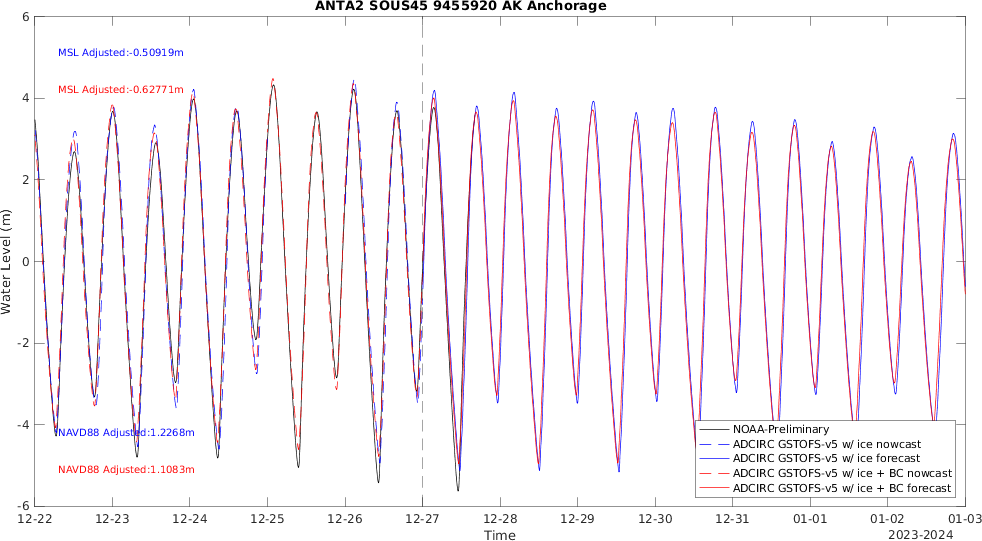 ANTA2 SOUS45 9455920 AK Anchorage
6
4
2
0
-2
-4
-6
Water Level (m)
MSL Adjusted:-0.50919m
MSL Adjusted:-0.62771m
NAVD88 Adjusted:1.2268m
NAVD88 Adjusted:1.1083m
NOAA-Preliminary
ADCIRC GSTOFS-v5 w/ ice nowcast
ADCIRC GSTOFS-v5 w/ ice forecast
ADCIRC GSTOFS-v5 w/ ice + BC nowcast
ADCIRC GSTOFS-v5 w/ ice + BC forecast
12-22 12-23 12-24 12-25 12-26 12-27 12-28 12-29 12-30 12-31 01-01 01-02 01-03
Time
2023-2024